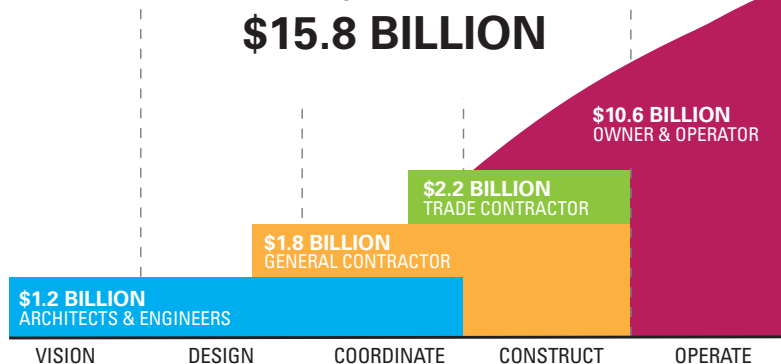 $15.8 BILLION
$10.6 BILLION
OWNER & OPERATOR
$2.2 BILLION
TRADE CONTRACTOR
$1.8 BILLION
GENERAL CONTRACTOR
$1.2 BILLION
ARCHITECTS & ENGINEERS
VISION DESIGN COORDINATE CONSTRUCT OPERATE